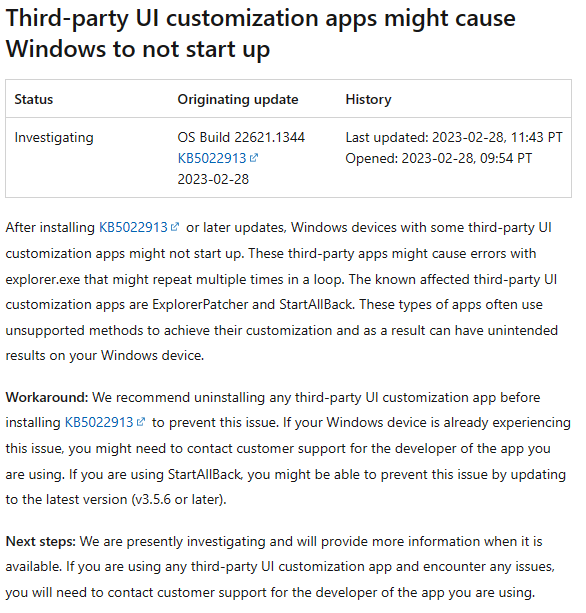 Third-party UI customization apps might cause
Windows to not start up
Status Originating update History
Investigating OS Build 22621.1344 Last updated: 2023-02-28, 11:43 PT
KB5022913 Opened: 2023-02-28, 09:54 PT
2023-02-28
After installing KB5022913 or later updates, Windows devices with some third-party UI
customization apps might not start up. These third-party apps might cause errors with
explorer.exe that might repeat multiple times in a loop. The known affected third-party UI
customization apps are ExplorerPatcher and StartAllBack. These types of apps often use
unsupported methods to achieve their customization and as a result can have unintended
results on your Windows device.
Workaround: We recommend uninstalling any third-party UI customization app before
installing KB5022913 to prevent this issue. If your Windows device is already experiencing
this issue, you might need to contact customer support for the developer of the app you
are using. If you are using StartAllBack, you might be able to prevent this issue by updating
to the latest version (v3.5.6 or later).
Next steps: We are presently investigating and will provide more information when it is
available. If you are using any third-party UI customization app and encounter any issues,
you will need to contact customer support for the developer of the app you are using.